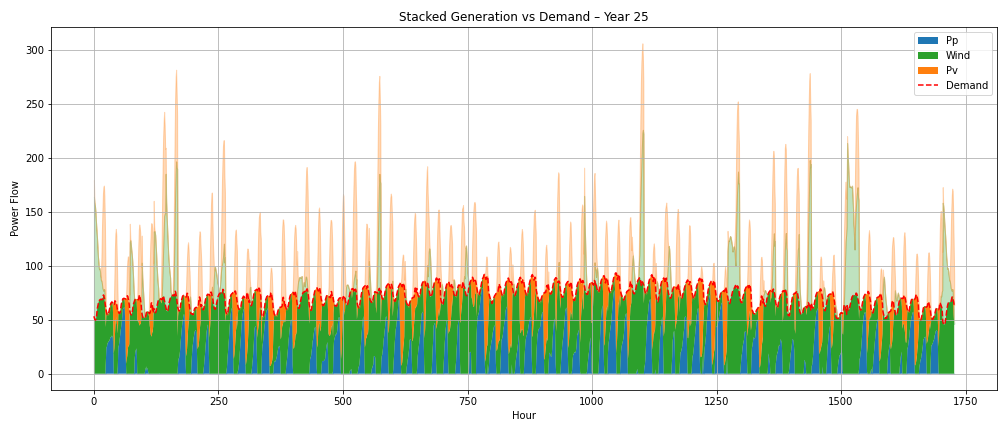 Stacked Generation vs Demand – Year 25
Power Flow
300
250
200
150
100
50
0
0
250
500
750
1000
1250
1500
1750
Hour
Pp
Wind
Pv
Demand